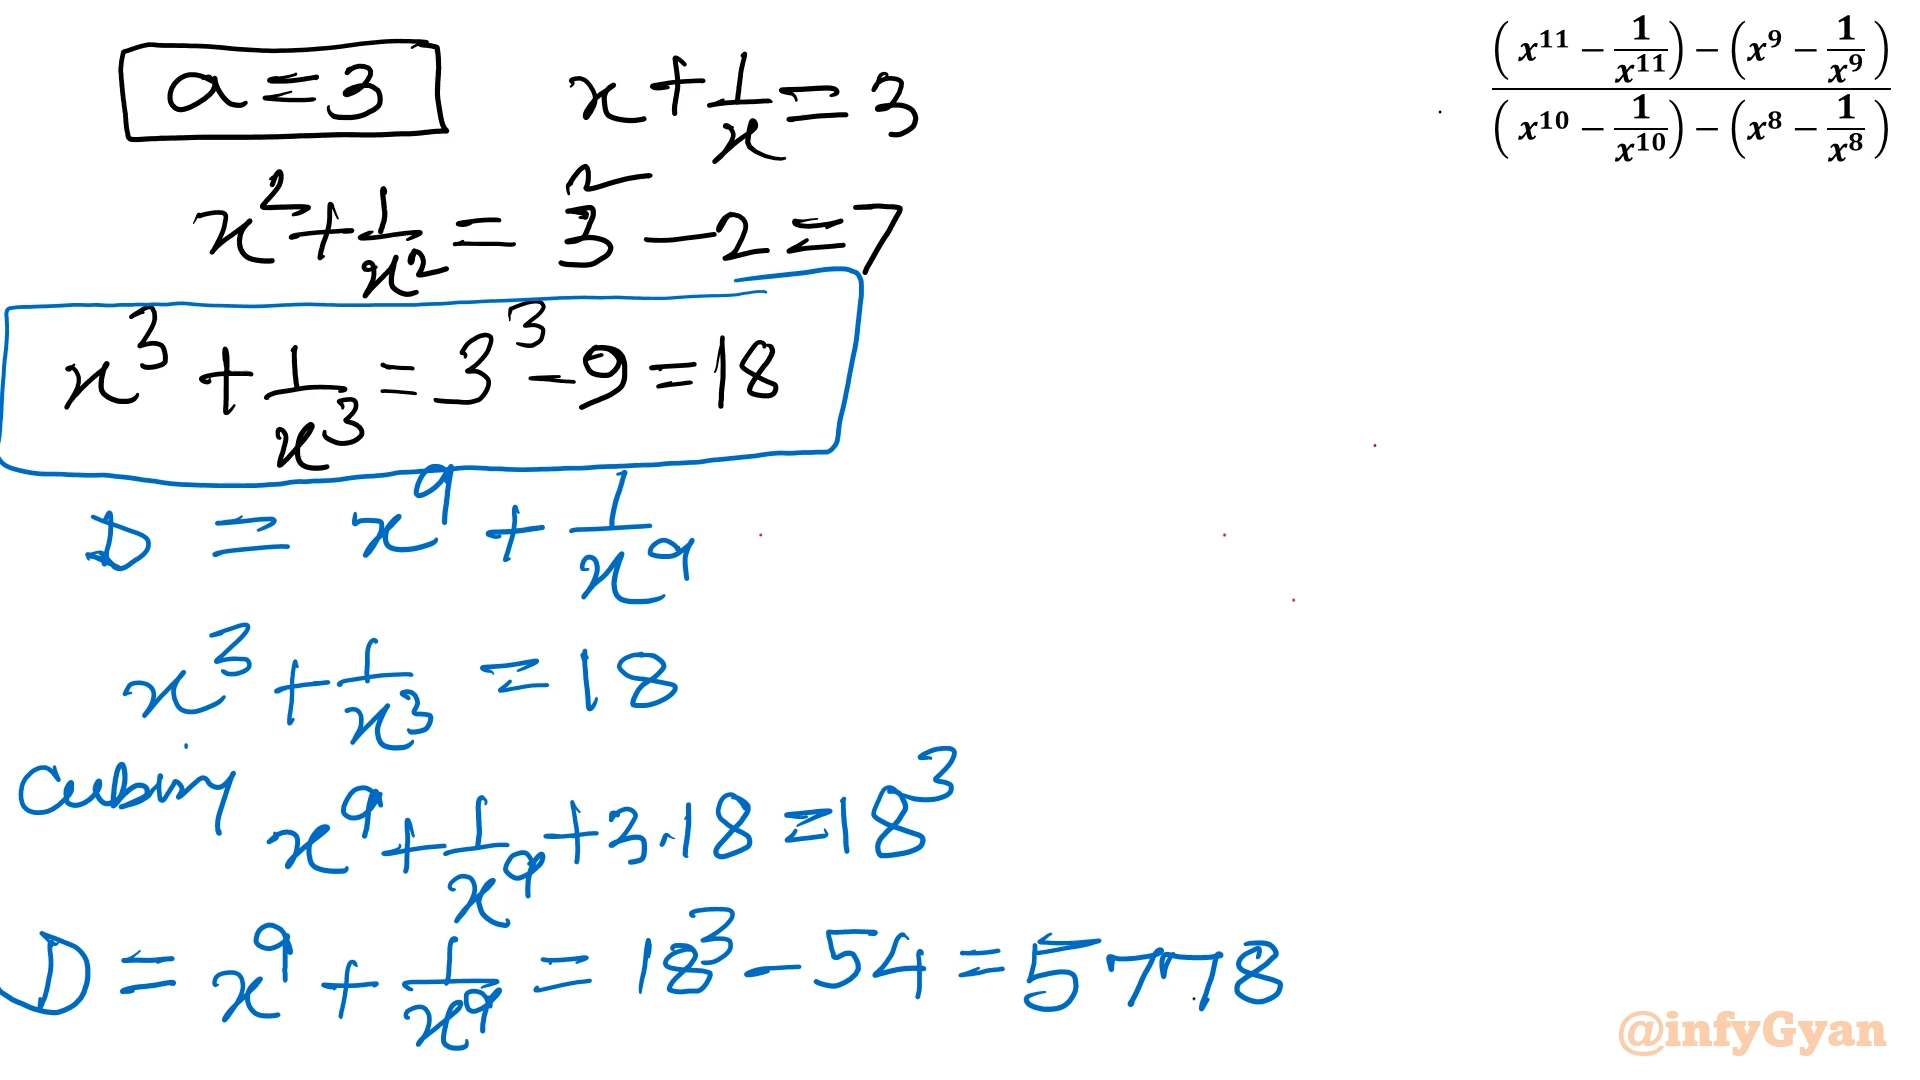 a = 3
x + 1/x = 3
( x¹¹ − 1/x¹¹ ) − ( x⁹ − 1/x⁹ )
( x¹⁰ − 1/x¹⁰ ) − ( x⁸ − 1/x⁸ )
x² + 1/x² = 3² − 2 = 7
x³ + 1/x³ = 3³ − 9 = 18
D = x⁹ + 1/x⁹
x³ + 1/x³ = 18
Cubing
x⁹ + 1/x⁹ + 3.18 = 18³
D = x⁹ + 1/x⁹ = 18³ − 54 = 5778
@infyGyan